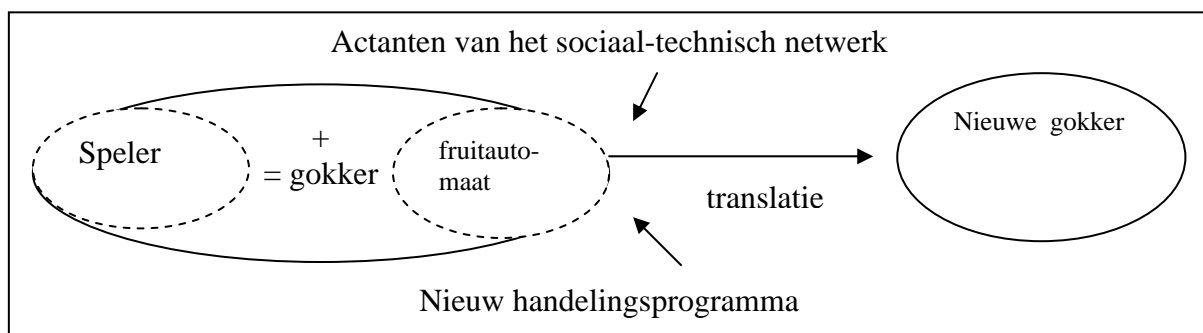 Actanten van het sociaal-technisch netwerk
Speler
+
= gokker
fruitauto-
maat
Nieuwe gokker
translatie
Nieuw handelingsprogramma